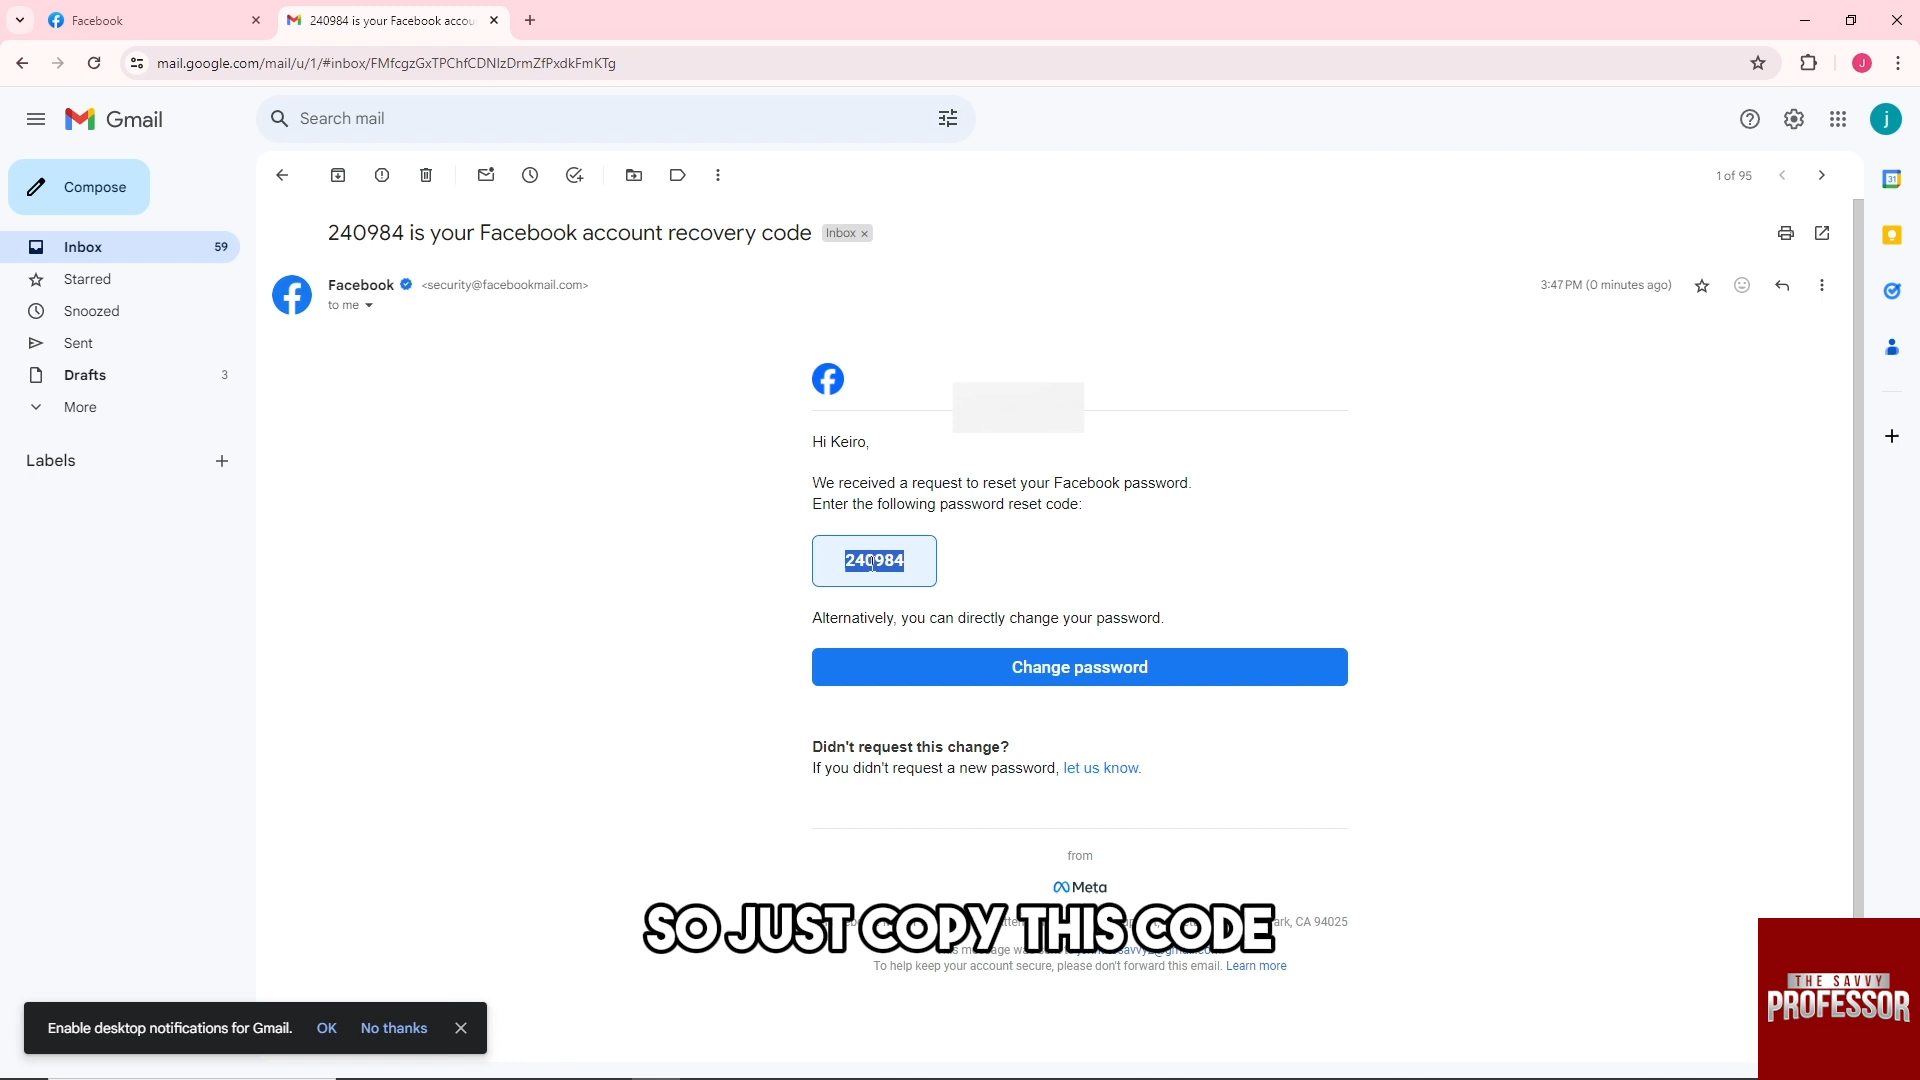 Facebook
240984 is your Facebook accou
mail.google.com/mail/u/1/#inbox/FMfcgzGxTPChfCDNIzDrmZfPxdkFmKTg
J
Gmail
Search mail
j
Compose
1 of 95
31
Inbox 59
Starred
Snoozed
Sent
Drafts 3
More
Labels
240984 is your Facebook account recovery code
Inbox x
Facebook <security@facebookmail.com>
to me
3:47 PM (0 minutes ago)
Hi Keiro,
We received a request to reset your Facebook password.
Enter the following password reset code:
240984
Alternatively, you can directly change your password.
Change password
Didn't request this change?
If you didn't request a new password, let us know.
from
Meta
SO JUST COPY THIS CODE
CA 94025
To help keep your account secure, please don't forward this email. Learn more
Enable desktop notifications for Gmail. OK No thanks
THE SAVVY
PROFESSOR